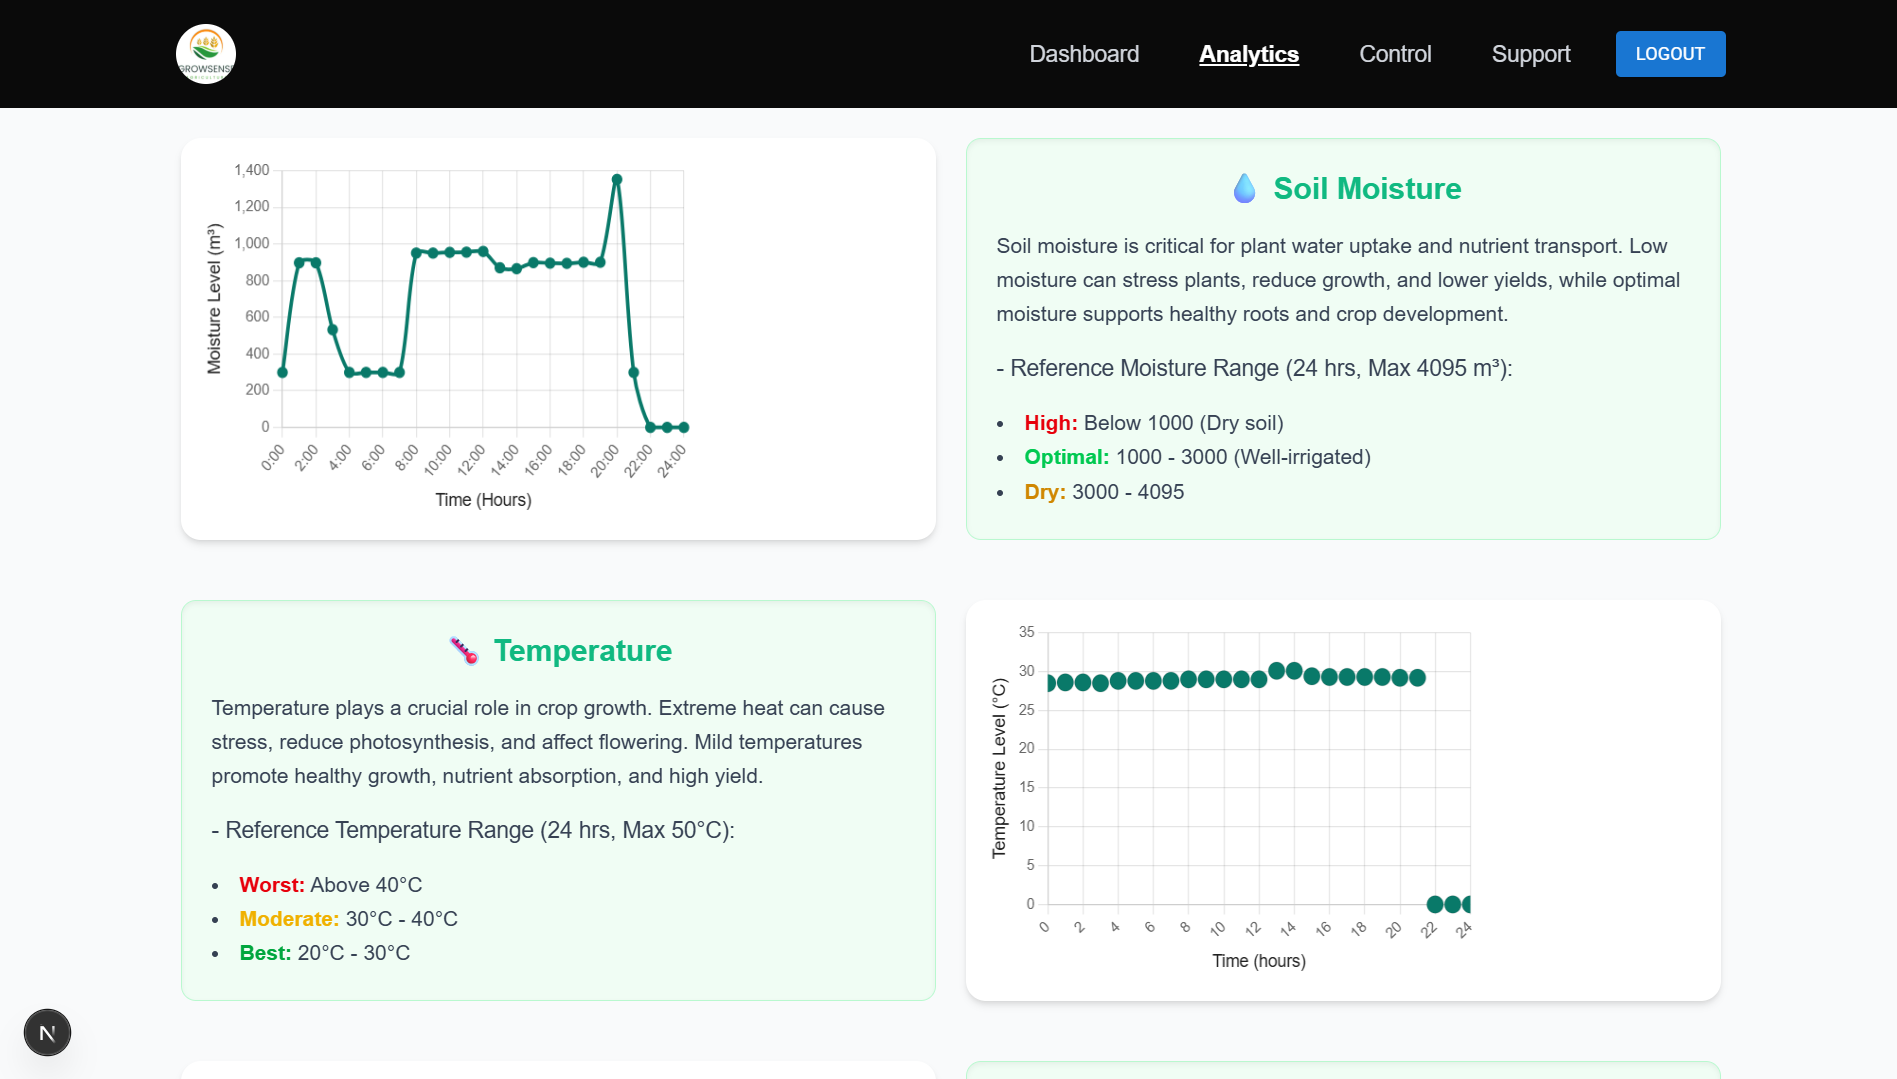 GROWSENSE
Dashboard
Analytics
Control
Support
LOGOUT
1,400
1,200
1,000
800
600
400
200
0
Moisture Level (m³)
0:00
2:00
4:00
6:00
8:00
10:00
12:00
14:00
16:00
18:00
20:00
22:00
24:00
Time (Hours)
Soil Moisture
Soil moisture is critical for plant water uptake and nutrient transport. Low
moisture can stress plants, reduce growth, and lower yields, while optimal
moisture supports healthy roots and crop development.
- Reference Moisture Range (24 hrs, Max 4095 m³):
• High: Below 1000 (Dry soil)
• Optimal: 1000 - 3000 (Well-irrigated)
• Dry: 3000 - 4095
Temperature
Temperature plays a crucial role in crop growth. Extreme heat can cause
stress, reduce photosynthesis, and affect flowering. Mild temperatures
promote healthy growth, nutrient absorption, and high yield.
- Reference Temperature Range (24 hrs, Max 50°C):
• Worst: Above 40°C
• Moderate: 30°C - 40°C
• Best: 20°C - 30°C
35
30
25
20
15
10
5
0
Temperature Level (°C)
0
2
4
6
8
10
12
14
16
18
20
22
24
Time (hours)
N